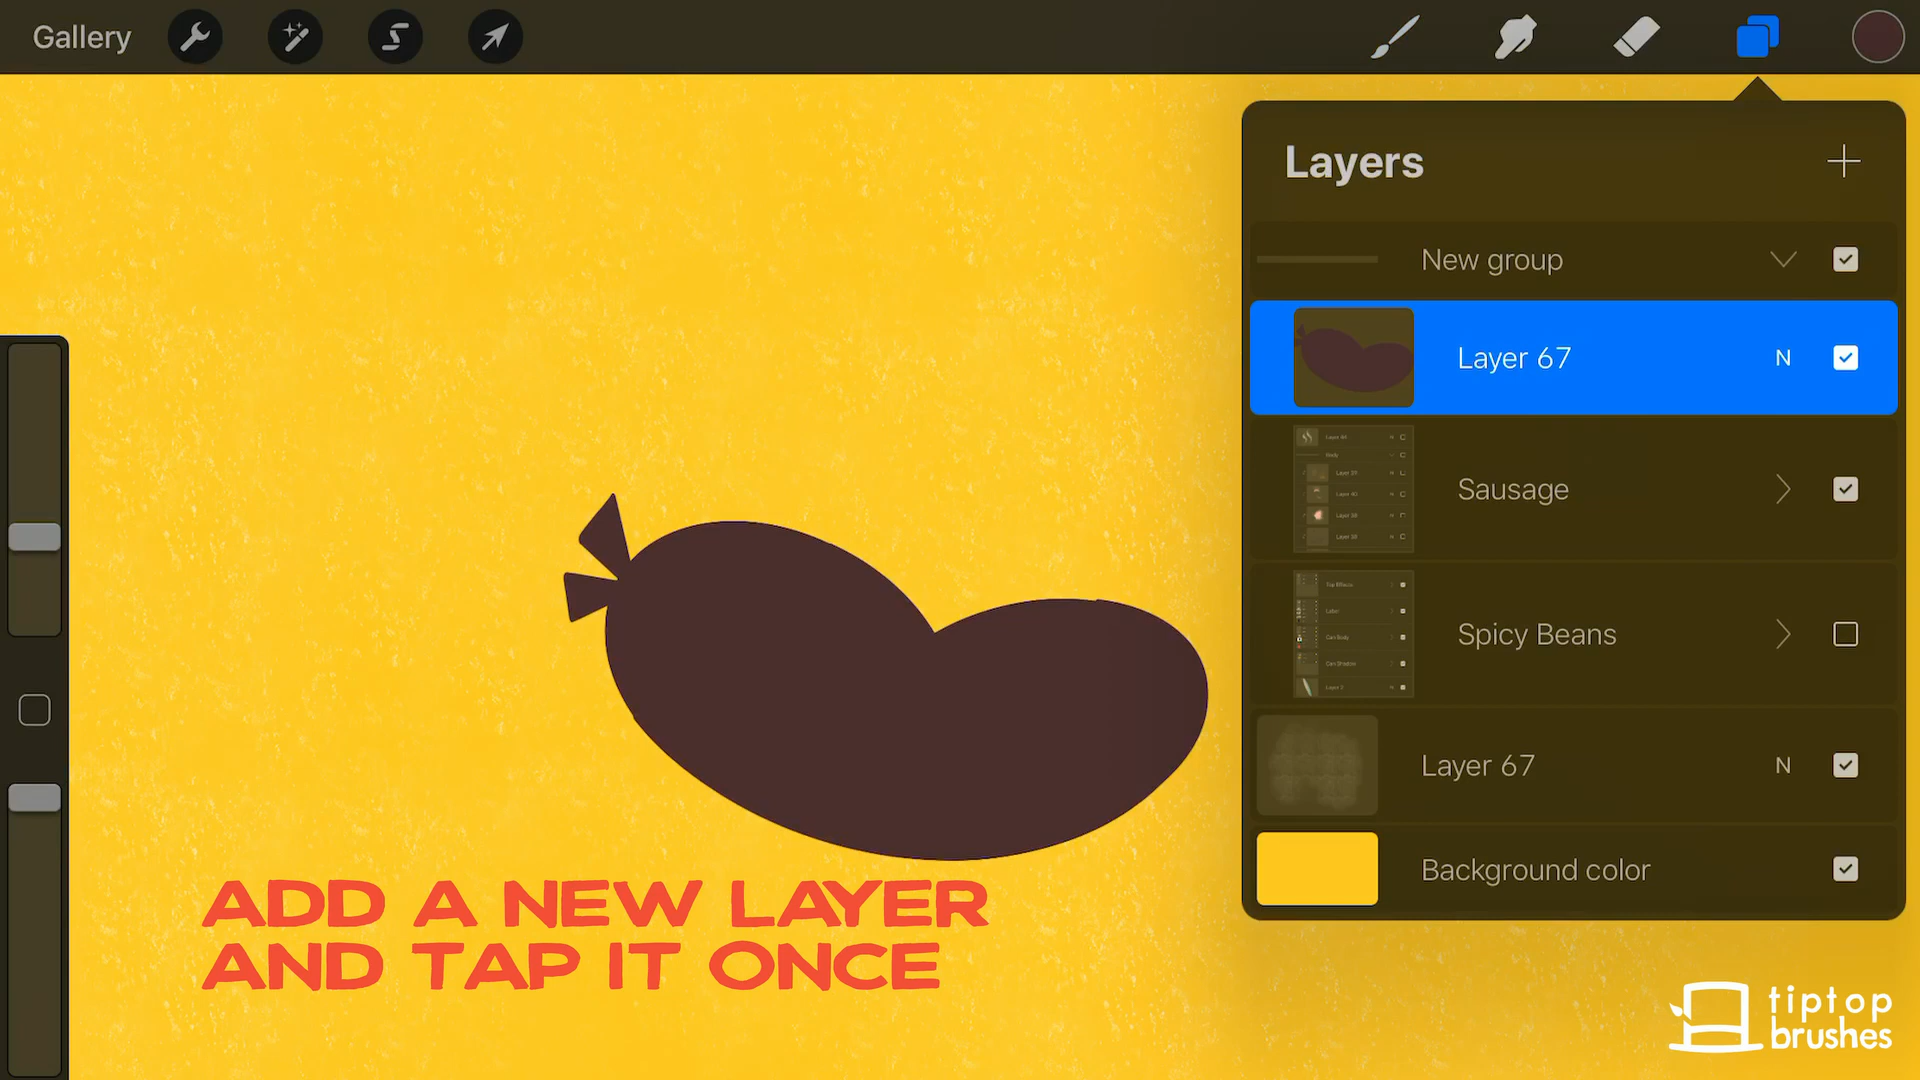 Gallery
Layers
New group
Layer 67 N
Sausage
Spicy Beans
Layer 67 N
Background color
ADD A NEW LAYER
AND TAP IT ONCE
tiptop
brushes